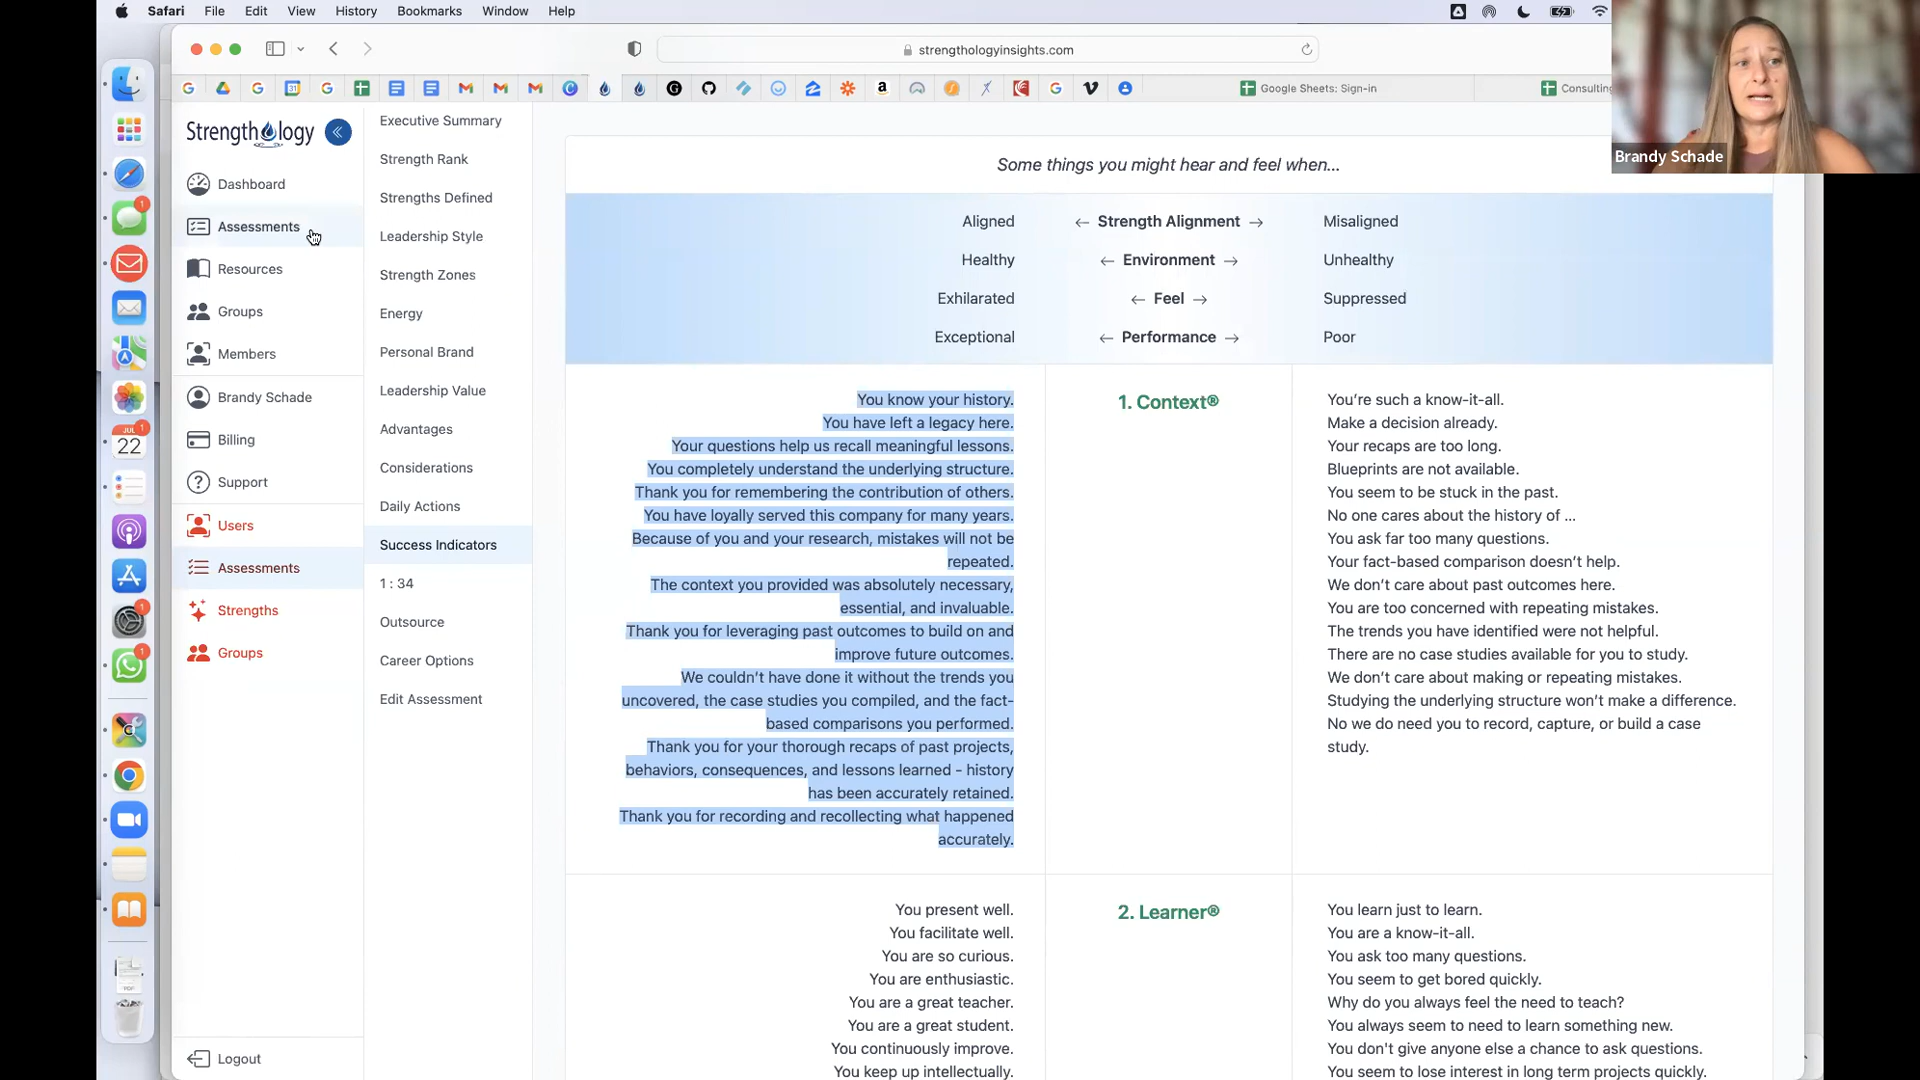 Safari File Edit View History Bookmarks Window Help
strengthologyinsights.com
Google Sheets: Sign-in
Consulting
Brandy Schade
Strengthology
Dashboard
Assessments
Resources
Groups
Members
Brandy Schade
Billing
Support
Users
Assessments
Strengths
Groups
Logout
JUL
22
Executive Summary
Strength Rank
Strengths Defined
Leadership Style
Strength Zones
Energy
Personal Brand
Leadership Value
Advantages
Considerations
Daily Actions
Success Indicators
1 : 34
Outsource
Career Options
Edit Assessment
Some things you might hear and feel when...
Aligned ← Strength Alignment → Misaligned
Healthy ← Environment → Unhealthy
Exhilarated ← Feel → Suppressed
Exceptional ← Performance → Poor
You know your history.
You have left a legacy here.
Your questions help us recall meaningful lessons.
You completely understand the underlying structure.
Thank you for remembering the contribution of others.
You have loyally served this company for many years.
Because of you and your research, mistakes will not be
repeated.
The context you provided was absolutely necessary,
essential, and invaluable.
Thank you for leveraging past outcomes to build on and
improve future outcomes.
We couldn't have done it without the trends you
uncovered, the case studies you compiled, and the fact-
based comparisons you performed.
Thank you for your thorough recaps of past projects,
behaviors, consequences, and lessons learned - history
has been accurately retained.
Thank you for recording and recollecting what happened
accurately.
1. Context®
You’re such a know-it-all.
Make a decision already.
Your recaps are too long.
Blueprints are not available.
You seem to be stuck in the past.
No one cares about the history of ...
You ask far too many questions.
Your fact-based comparison doesn’t help.
We don’t care about past outcomes here.
You are too concerned with repeating mistakes.
The trends you have identified were not helpful.
There are no case studies available for you to study.
We don’t care about making or repeating mistakes.
Studying the underlying structure won’t make a difference.
No we do need you to record, capture, or build a case
study.
You present well.
You facilitate well.
You are so curious.
You are enthusiastic.
You are a great teacher.
You are a great student.
You continuously improve.
You keep up intellectually.
2. Learner®
You learn just to learn.
You are a know-it-all.
You ask too many questions.
You seem to get bored quickly.
Why do you always feel the need to teach?
You always seem to need to learn something new.
You don't give anyone else a chance to ask questions.
You seem to lose interest in long term projects quickly.